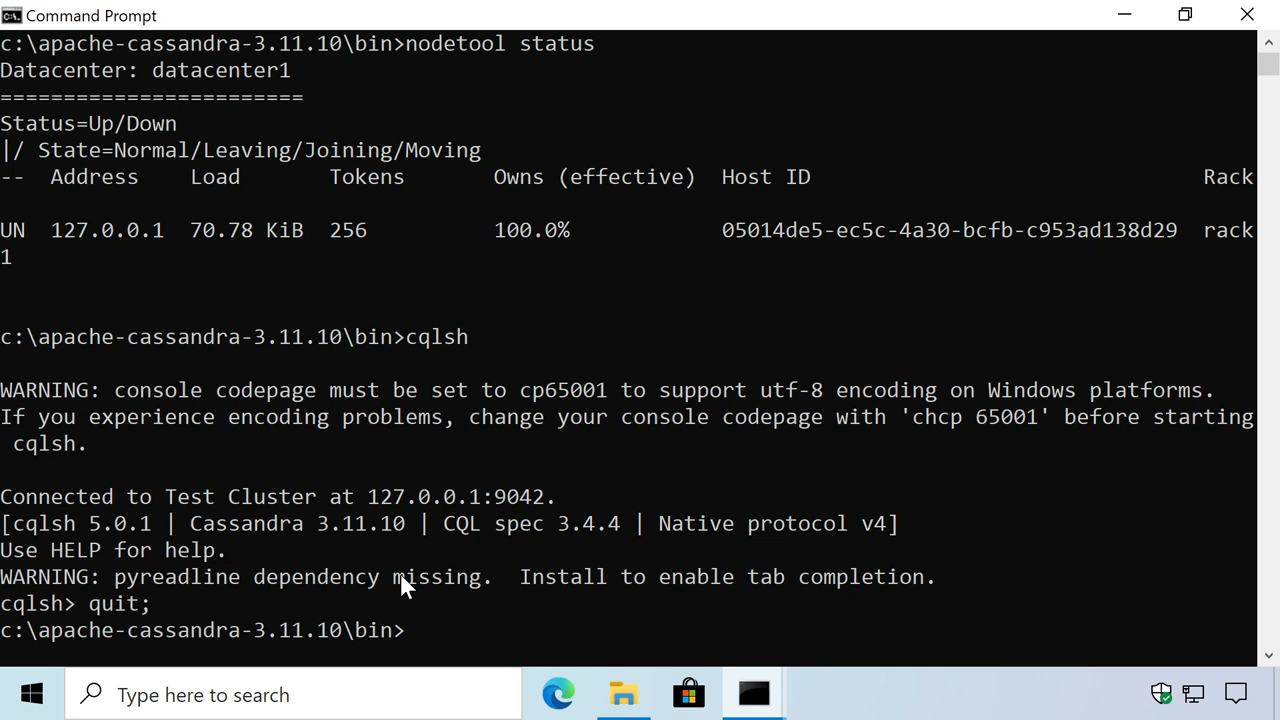 Command Prompt
c:\apache-cassandra-3.11.10\bin>nodetool status
Datacenter: datacenter1
========================
Status=Up/Down
|/ State=Normal/Leaving/Joining/Moving
--  Address    Load       Tokens       Owns (effective)  Host ID                               Rack
UN  127.0.0.1  70.78 KiB  256          100.0%            05014de5-ec5c-4a30-bcfb-c953ad138d29  rack
1
c:\apache-cassandra-3.11.10\bin>cqlsh
WARNING: console codepage must be set to cp65001 to support utf-8 encoding on Windows platforms.
If you experience encoding problems, change your console codepage with 'chcp 65001' before starting
 cqlsh.
Connected to Test Cluster at 127.0.0.1:9042.
[cqlsh 5.0.1 | Cassandra 3.11.10 | CQL spec 3.4.4 | Native protocol v4]
Use HELP for help.
WARNING: pyreadline dependency missing.  Install to enable tab completion.
cqlsh> quit;
c:\apache-cassandra-3.11.10\bin>
Type here to search